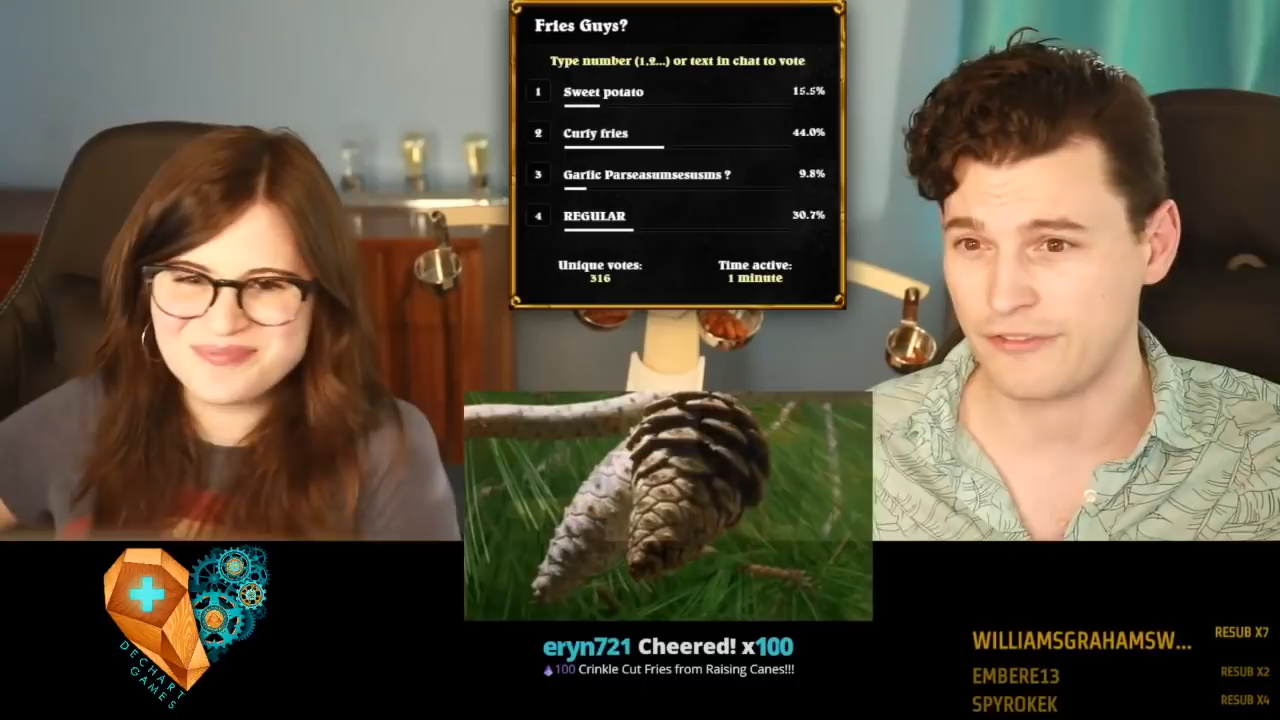 Fries Guys?
Type number (1,2...) or text in chat to vote
1 Sweet potato 15.5%
2 Curly fries 44.0%
3 Garlic Parseasumsesusms ? 9.8%
4 REGULAR 30.7%
Unique votes: Time active:
316 1 minute
DECHART
GAMES
eryn721 Cheered! x100
100 Crinkle Cut Fries from Raising Canes!!!
WILLIAMSGRAHAMSW... RESUB X7
EMBERE13 RESUB X2
SPYROKEK RESUB X4